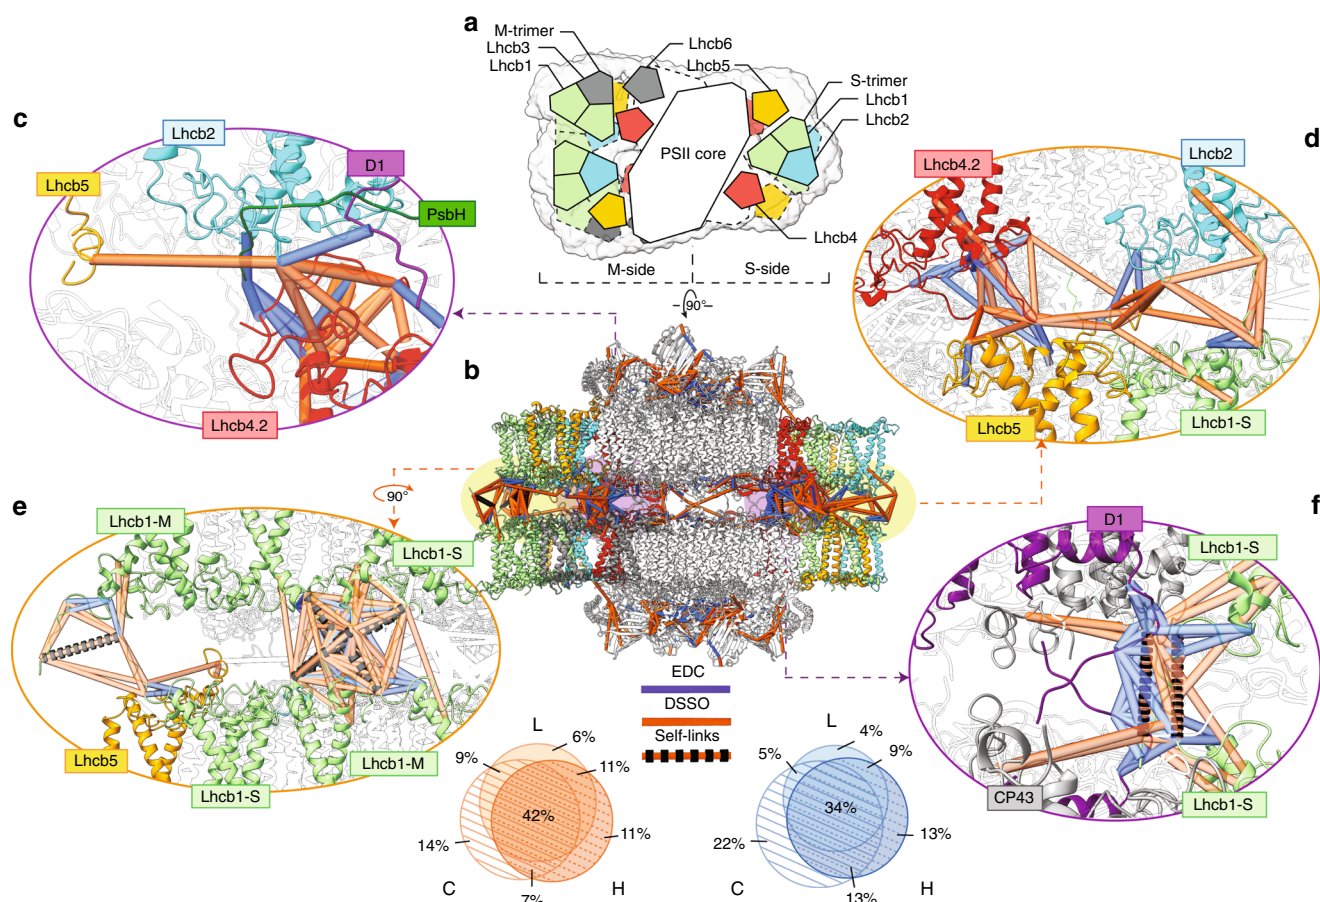 a
M-trimer
Lhcb3
Lhcb1
Lhcb6
Lhcb5
S-trimer
Lhcb1
Lhcb2
PSII core
Lhcb4
M-side
S-side
90°
c
Lhcb2
D1
Lhcb5
PsbH
Lhcb4.2
d
Lhcb4.2
Lhcb2
Lhcb5
Lhcb1-S
b
90°
e
Lhcb1-M
Lhcb1-S
Lhcb5
Lhcb1-S
Lhcb1-M
f
D1
Lhcb1-S
CP43
Lhcb1-S
EDC
DSSO
Self-links
L
6%
9%
11%
42%
14%
11%
C
7%
H
L
4%
5%
9%
34%
22%
13%
C
13%
H